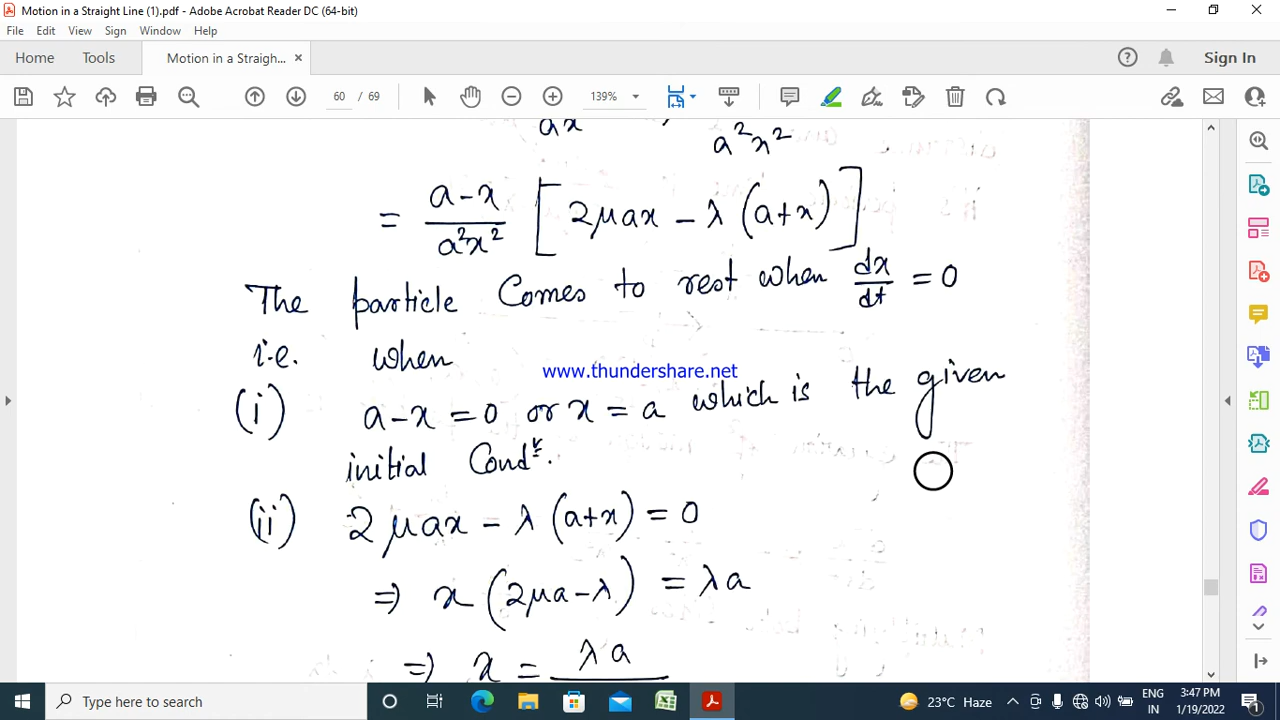 Motion in a Straight Line (1).pdf - Adobe Acrobat Reader DC (64-bit)
File Edit View Sign Window Help
Home Tools Motion in a Straigh... × Sign In
60 / 69 139%
ax a²x²
= a-x / a²x² [2μax - λ(a+x)]
The particle Comes to rest when dx/dt = 0
i.e. when
www.thundershare.net
(i) a-x = 0 or x = a which is the given
initial Condⁿ.
(ii) 2μax - λ(a+x) = 0
⇒ x(2μa-λ) = λa
⇒ x = λa
Type here to search 23°C Haze ENG IN 3:47 PM 1/19/2022